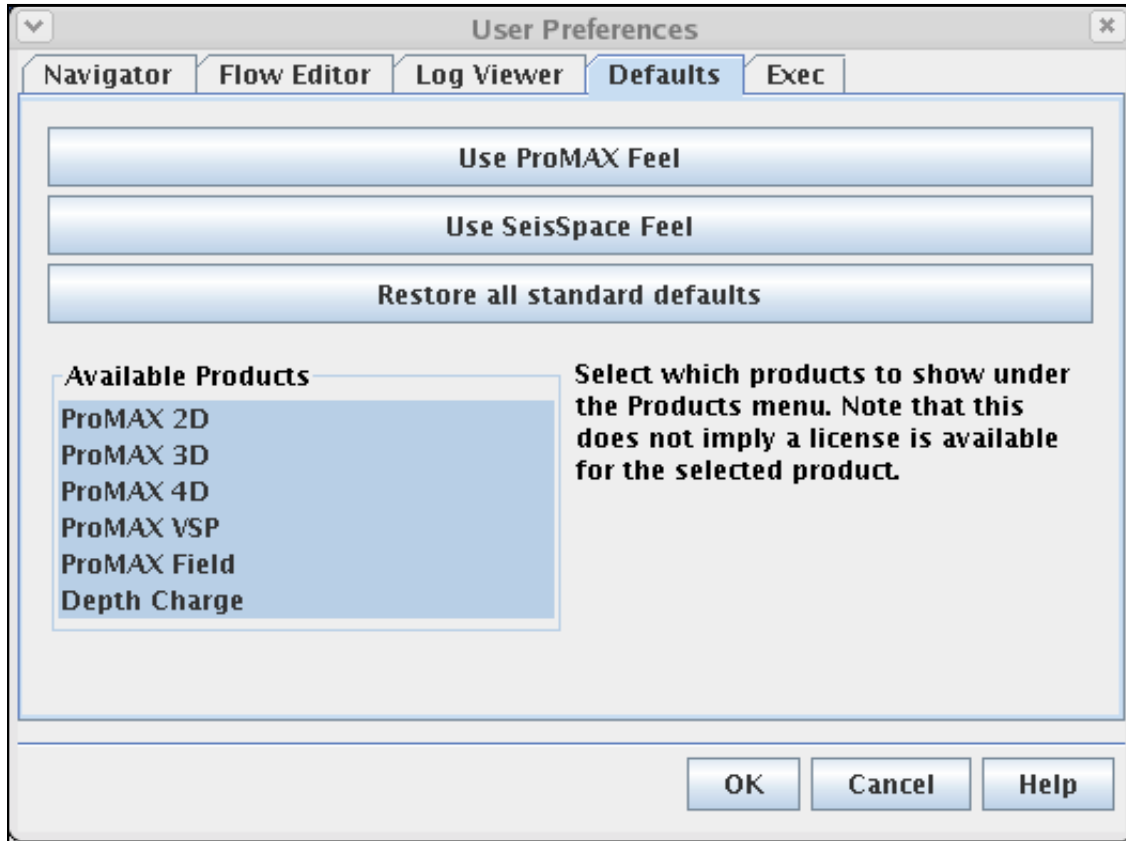 User Preferences
Navigator Flow Editor Log Viewer Defaults Exec
Use ProMAX Feel
Use SeisSpace Feel
Restore all standard defaults
Available Products
ProMAX 2D
ProMAX 3D
ProMAX 4D
ProMAX VSP
ProMAX Field
Depth Charge
Select which products to show under
the Products menu. Note that this
does not imply a license is available
for the selected product.
OK Cancel Help